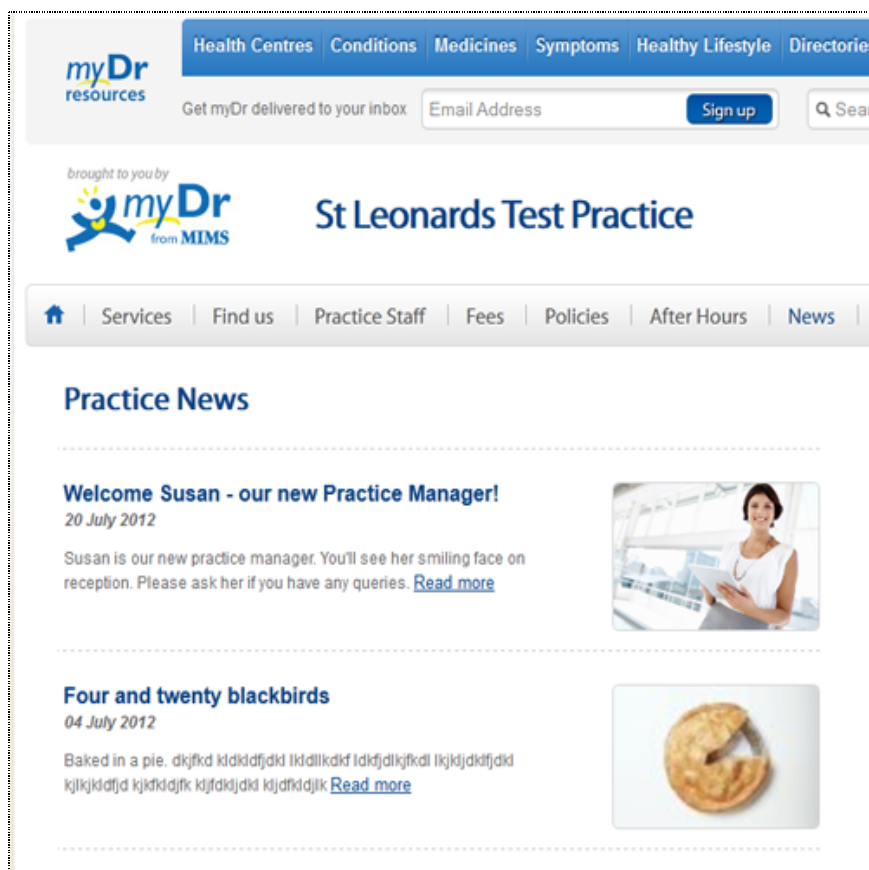 Health Centres Conditions Medicines Symptoms Healthy Lifestyle Directorie
myDr
resources
Get myDr delivered to your inbox Email Address Sign up Sear
brought to you by
myDr
from MIMS
St Leonards Test Practice
Services Find us Practice Staff Fees Policies After Hours News
Practice News
Welcome Susan - our new Practice Manager!
20 July 2012
Susan is our new practice manager. You'll see her smiling face on
reception. Please ask her if you have any queries. Read more
Four and twenty blackbirds
04 July 2012
Baked in a pie.
Read more